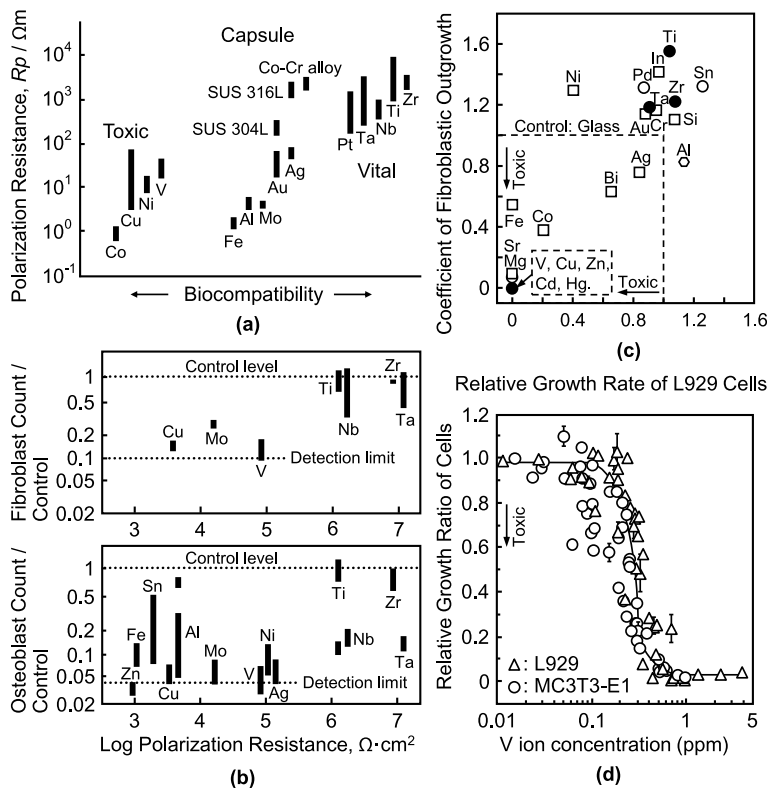 Polarization Resistance, Rp / Ωm
10⁴
10³
10²
10¹
10⁰
10⁻¹
Capsule
Co-Cr alloy
SUS 316L
SUS 304L
Toxic
Vital
Co
Cu
Ni
V
Fe
Al
Mo
Au
Ag
Pt
Ta
Nb
Ti
Zr
Biocompatibility
(a)
Coefficient of Fibroblastic Outgrowth
1.6
1.2
0.8
0.4
0
0 0.4 0.8 1.0 1.2 1.6
Ti
In
Pd
Sn
Ni
Ta
Zr
Au
Cr
Si
Control: Glass
Toxic
Al
Ag
Bi
Fe
Co
Sr
Mg
V, Cu, Zn,
Cd, Hg.
Toxic
(c)
Relative Growth Rate of L929 Cells
Fibroblast Count /
Control
1
0.5
0.2
0.1
0.05
0.02
Control level
Cu
Mo
V
Ti
Nb
Zr
Ta
Detection limit
3 4 5 6 7
Osteoblast Count /
Control
1
0.5
0.2
0.1
0.05
0.02
Control level
Sn
Fe
Zn
Cu
Al
Mo
V
Ni
Ag
Ti
Nb
Zr
Ta
Detection limit
3 4 5 6 7
Log Polarization Resistance, Ω·cm²
(b)
Relative Growth Ratio of Cells
1.2
1.0
0.8
0.6
0.4
0.2
0
Toxic
: L929
: MC3T3-E1
0.01 0.1 1 5
V ion concentration (ppm)
(d)